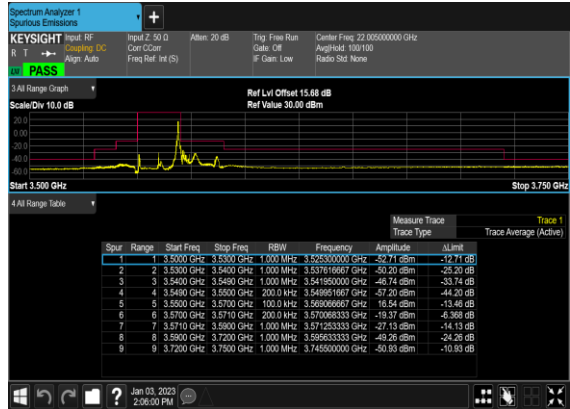 Spectrum Analyzer 1
Spurious Emissions
KEYSIGHT Input: RF Input Z: 50 Ω Atten: 20 dB Trig: Free Run Center Freq: 22.005000000 GHz
R T Coupling: DC Corr CCorr Gate: Off Avg|Hold: 100/100
Align: Auto Freq Ref: Int (S) IF Gain: Low Radio Std: None
PASS
3 All Range Graph Ref Lvl Offset 15.68 dB
Scale/Div 10.0 dB Ref Value 30.00 dBm
20.0
0.00
-20.0
-40.0
-60.0
Start 3.500 GHz Stop 3.750 GHz
4 All Range Table
Measure Trace Trace 1
Trace Type Trace Average (Active)
Spur Range Start Freq Stop Freq RBW Frequency Amplitude ΔLimit
1 1 3.5000 GHz 3.5300 GHz 1.000 MHz 3.525300000 GHz -52.71 dBm -12.71 dB
2 2 3.5300 GHz 3.5400 GHz 1.000 MHz 3.537616667 GHz -50.20 dBm -25.20 dB
3 3 3.5400 GHz 3.5490 GHz 1.000 MHz 3.541950000 GHz -46.74 dBm -33.74 dB
4 4 3.5490 GHz 3.5500 GHz 200.0 kHz 3.549951667 GHz -57.20 dBm -44.20 dB
5 5 3.5500 GHz 3.5700 GHz 100.0 kHz 3.569066667 GHz 16.54 dBm -13.46 dB
6 6 3.5700 GHz 3.5710 GHz 200.0 kHz 3.570068333 GHz -19.37 dBm -6.368 dB
7 7 3.5710 GHz 3.5900 GHz 1.000 MHz 3.571253333 GHz -27.13 dBm -14.13 dB
8 8 3.5900 GHz 3.7200 GHz 1.000 MHz 3.595633333 GHz -49.26 dBm -24.26 dB
9 9 3.7200 GHz 3.7500 GHz 1.000 MHz 3.745500000 GHz -50.93 dBm -10.93 dB
Jan 03, 2023
2:06:00 PM